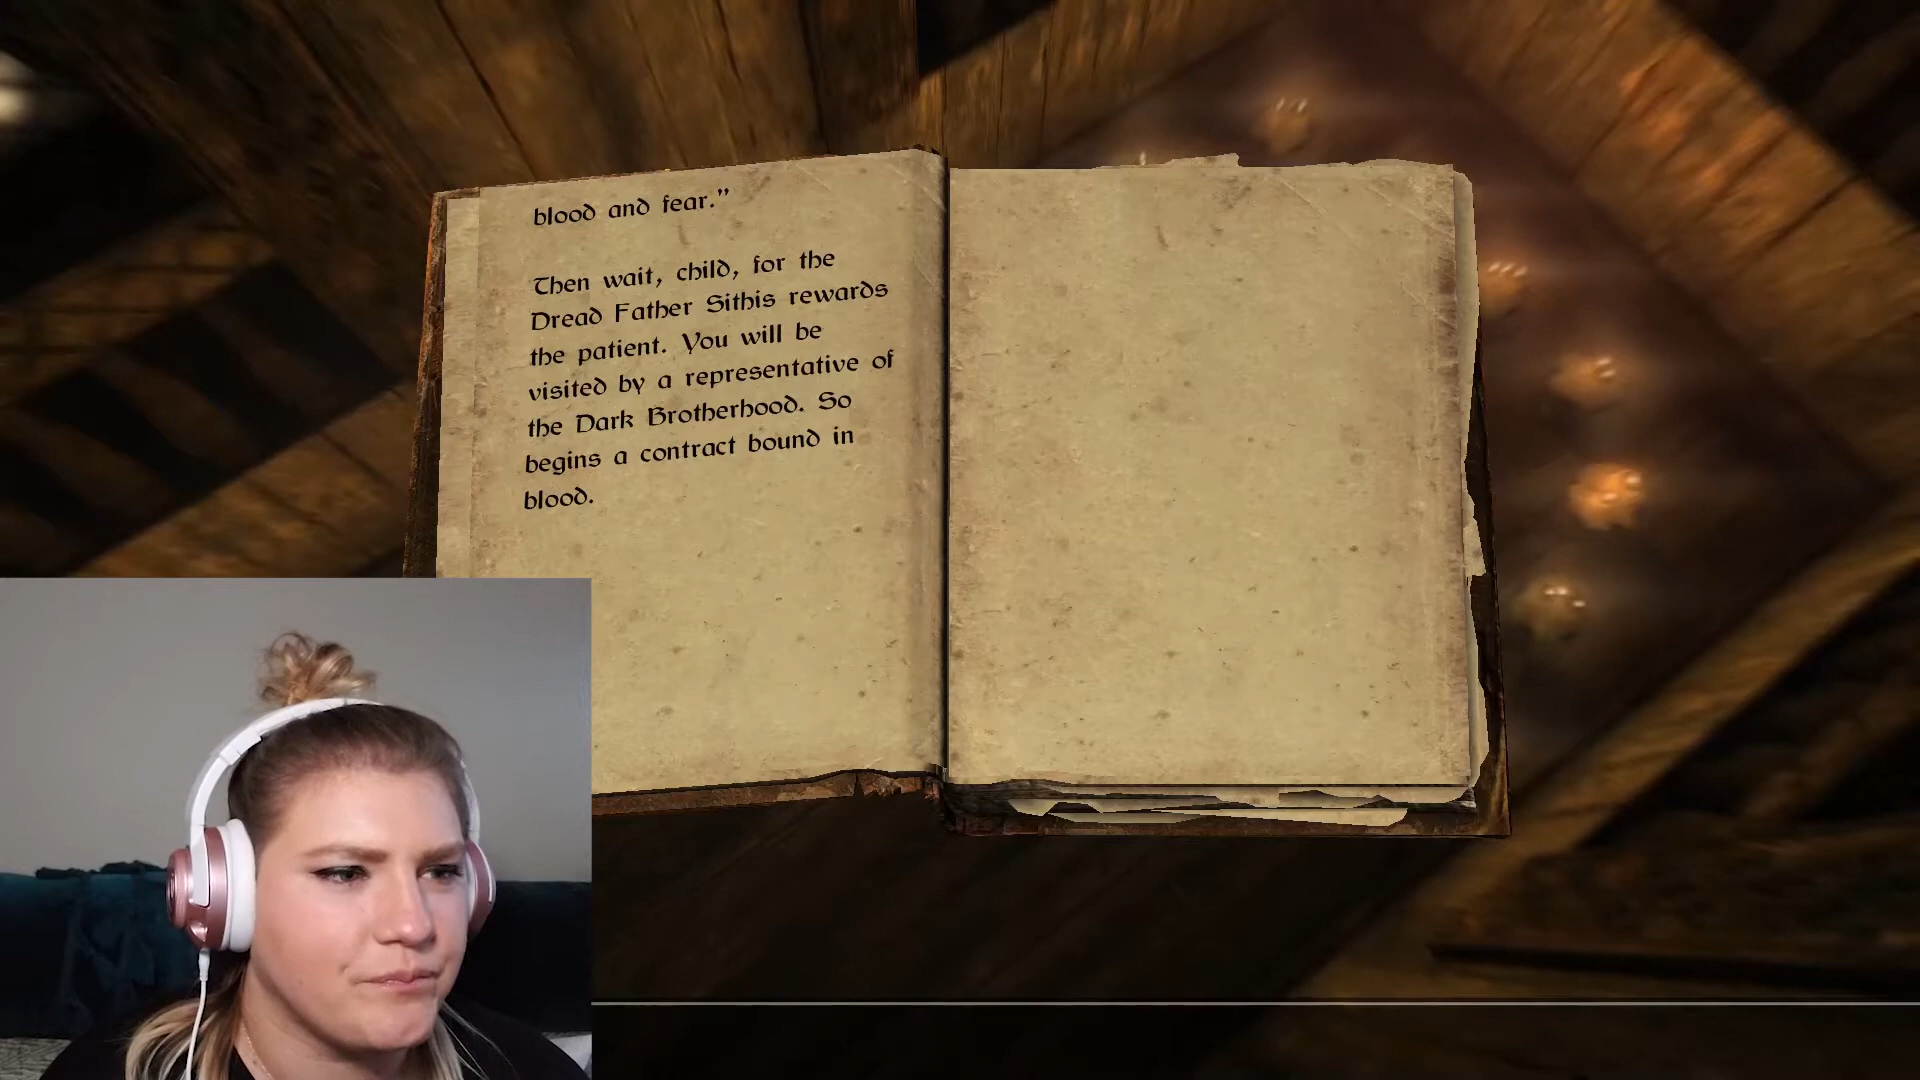 blood and fear.”
Then wait, child, for the
Dread Father Sithis rewards
the patient. You will be
visited by a representative of
the Dark Brotherhood. So
begins a contract bound in
blood.